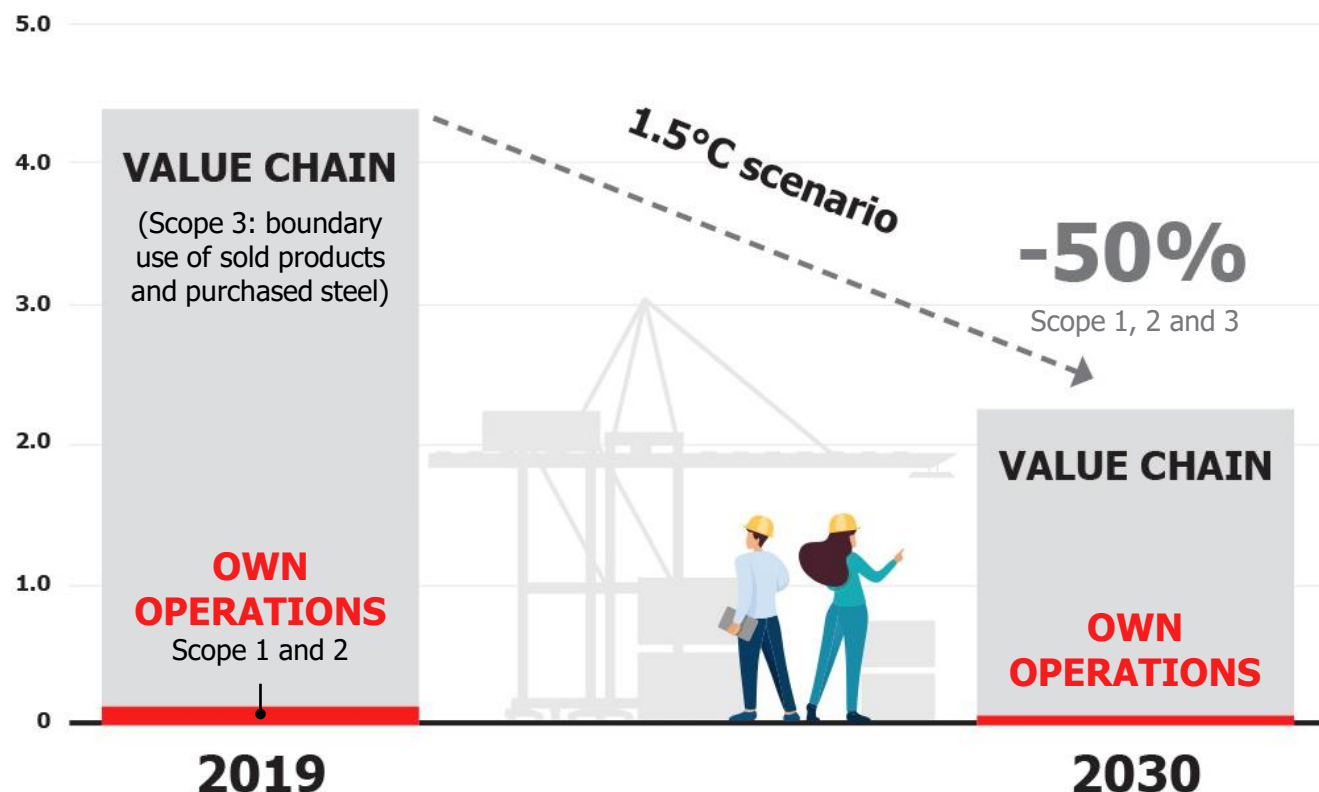 5.0
4.0
3.0
2.0
1.0
0
VALUE CHAIN
(Scope 3: boundary
use of sold products
and purchased steel)
OWN
OPERATIONS
Scope 1 and 2
1.5°C scenario
-50%
Scope 1, 2 and 3
VALUE CHAIN
OWN
OPERATIONS
2019
2030